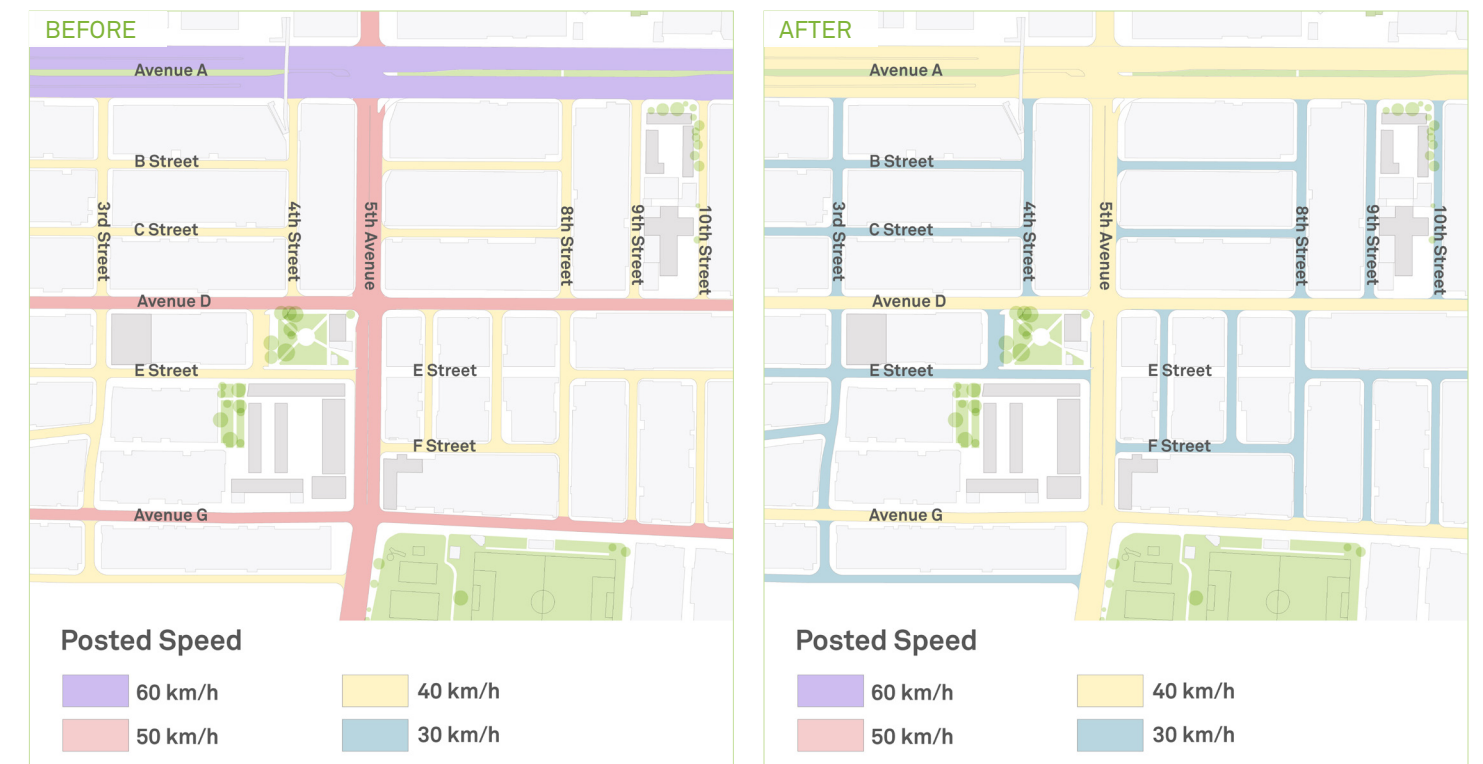 BEFORE
Avenue A
B Street
C Street
3rd Street
4th Street
5th Avenue
8th Street
9th Street
10th Street
Avenue D
E Street
E Street
F Street
Avenue G
Posted Speed
60 km/h
40 km/h
50 km/h
30 km/h
AFTER
Avenue A
B Street
C Street
3rd Street
4th Street
5th Avenue
8th Street
9th Street
10th Street
Avenue D
E Street
E Street
F Street
Avenue G
Posted Speed
60 km/h
40 km/h
50 km/h
30 km/h